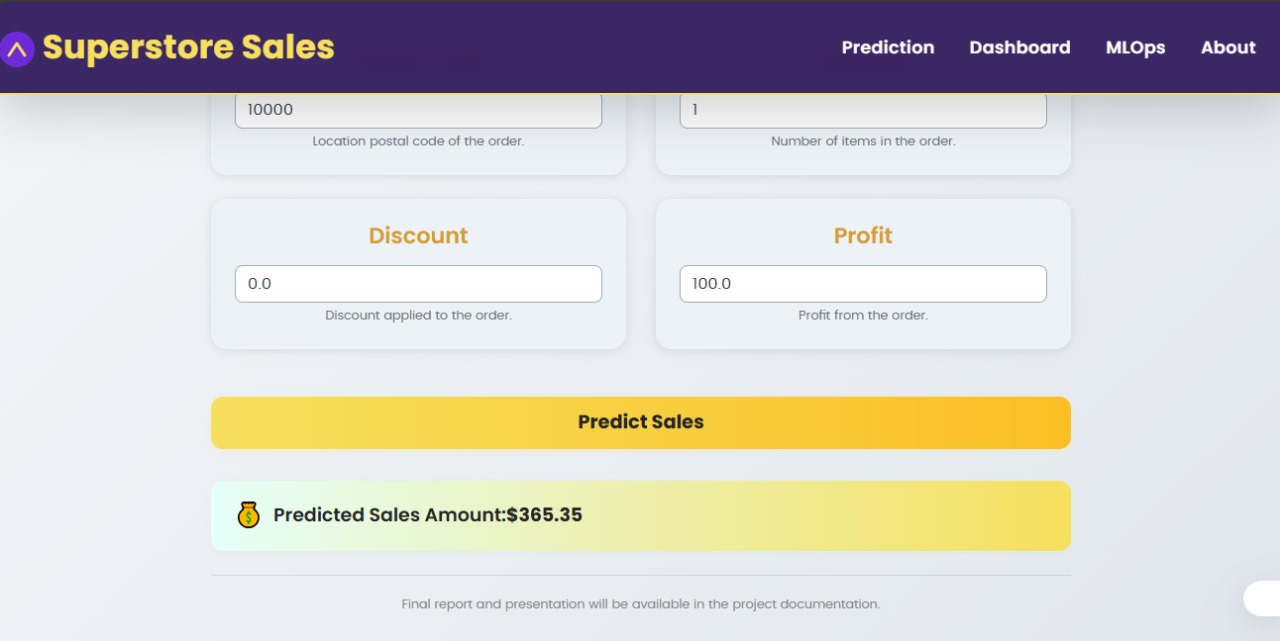 Superstore Sales
Prediction Dashboard MLOps About
10000 1
Location postal code of the order. Number of items in the order.
Discount Profit
0.0 100.0
Discount applied to the order. Profit from the order.
Predict Sales
Predicted Sales Amount:$365.35
Final report and presentation will be available in the project documentation.